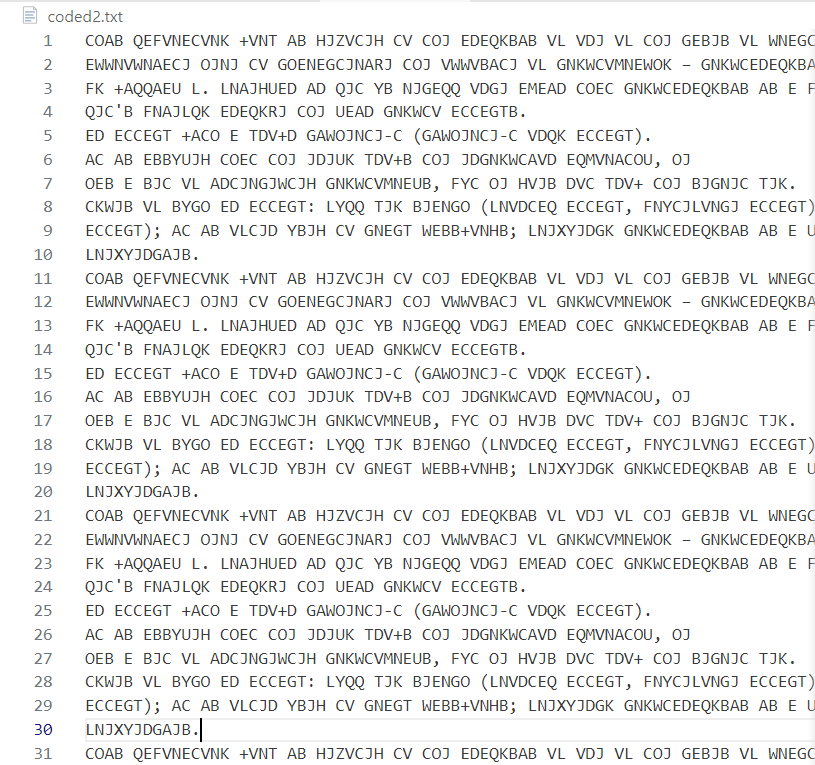 coded2.txt
1 COAB QEFVNECVNK +VNT AB HJZVCJH CV COJ EDEQKBAB VL VDJ VL COJ GEBJB VL WNEGC
2 EWWNVWNAECJ OJNJ CV GOENEGCJNARJ COJ VWWVBACJ VL GNKWCVMNEWOK – GNKWCEDEQKBA
3 FK +AQQAEU L. LNAJHUED AD QJC YB NJGEQQ VDGJ EMEAD COEC GNKWCEDEQKBAB AB E F
4 QJC'B FNAJLQK EDEQKRJ COJ UEAD GNKWCV ECCEGTB.
5 ED ECCEGT +ACO E TDV+D GAWOJNCJ-C (GAWOJNCJ-C VDQK ECCEGT).
6 AC AB EBBYUJH COEC COJ JDJUK TDV+B COJ JDGNKWCAVD EQMVNACOU, OJ
7 OEB E BJC VL ADCJNGJWCJH GNKWCVMNEUB, FYC OJ HVJB DVC TDV+ COJ BJGNJC TJK.
8 CKWJB VL BYGO ED ECCEGT: LYQQ TJK BJENGO (LNVDCEQ ECCEGT, FNYCJLVNGJ ECCEGT)
9 ECCEGT); AC AB VLCJD YBJH CV GNEGT WEBB+VNHB; LNJXYJDGK GNKWCEDEQKBAB AB E U
10 LNJXYJDGAJB.
11 COAB QEFVNECVNK +VNT AB HJZVCJH CV COJ EDEQKBAB VL VDJ VL COJ GEBJB VL WNEGC
12 EWWNVWNAECJ OJNJ CV GOENEGCJNARJ COJ VWWVBACJ VL GNKWCVMNEWOK – GNKWCEDEQKBA
13 FK +AQQAEU L. LNAJHUED AD QJC YB NJGEQQ VDGJ EMEAD COEC GNKWCEDEQKBAB AB E F
14 QJC'B FNAJLQK EDEQKRJ COJ UEAD GNKWCV ECCEGTB.
15 ED ECCEGT +ACO E TDV+D GAWOJNCJ-C (GAWOJNCJ-C VDQK ECCEGT).
16 AC AB EBBYUJH COEC COJ JDJUK TDV+B COJ JDGNKWCAVD EQMVNACOU, OJ
17 OEB E BJC VL ADCJNGJWCJH GNKWCVMNEUB, FYC OJ HVJB DVC TDV+ COJ BJGNJC TJK.
18 CKWJB VL BYGO ED ECCEGT: LYQQ TJK BJENGO (LNVDCEQ ECCEGT, FNYCJLVNGJ ECCEGT)
19 ECCEGT); AC AB VLCJD YBJH CV GNEGT WEBB+VNHB; LNJXYJDGK GNKWCEDEQKBAB AB E U
20 LNJXYJDGAJB.
21 COAB QEFVNECVNK +VNT AB HJZVCJH CV COJ EDEQKBAB VL VDJ VL COJ GEBJB VL WNEGC
22 EWWNVWNAECJ OJNJ CV GOENEGCJNARJ COJ VWWVBACJ VL GNKWCVMNEWOK – GNKWCEDEQKBA
23 FK +AQQAEU L. LNAJHUED AD QJC YB NJGEQQ VDGJ EMEAD COEC GNKWCEDEQKBAB AB E F
24 QJC'B FNAJLQK EDEQKRJ COJ UEAD GNKWCV ECCEGTB.
25 ED ECCEGT +ACO E TDV+D GAWOJNCJ-C (GAWOJNCJ-C VDQK ECCEGT).
26 AC AB EBBYUJH COEC COJ JDJUK TDV+B COJ JDGNKWCAVD EQMVNACOU, OJ
27 OEB E BJC VL ADCJNGJWCJH GNKWCVMNEUB, FYC OJ HVJB DVC TDV+ COJ BJGNJC TJK.
28 CKWJB VL BYGO ED ECCEGT: LYQQ TJK BJENGO (LNVDCEQ ECCEGT, FNYCJLVNGJ ECCEGT)
29 ECCEGT); AC AB VLCJD YBJH CV GNEGT WEBB+VNHB; LNJXYJDGK GNKWCEDEQKBAB AB E U
30 LNJXYJDGAJB.
31 COAB QEFVNECVNK +VNT AB HJZVCJH CV COJ EDEQKBAB VL VDJ VL COJ GEBJB VL WNEGC